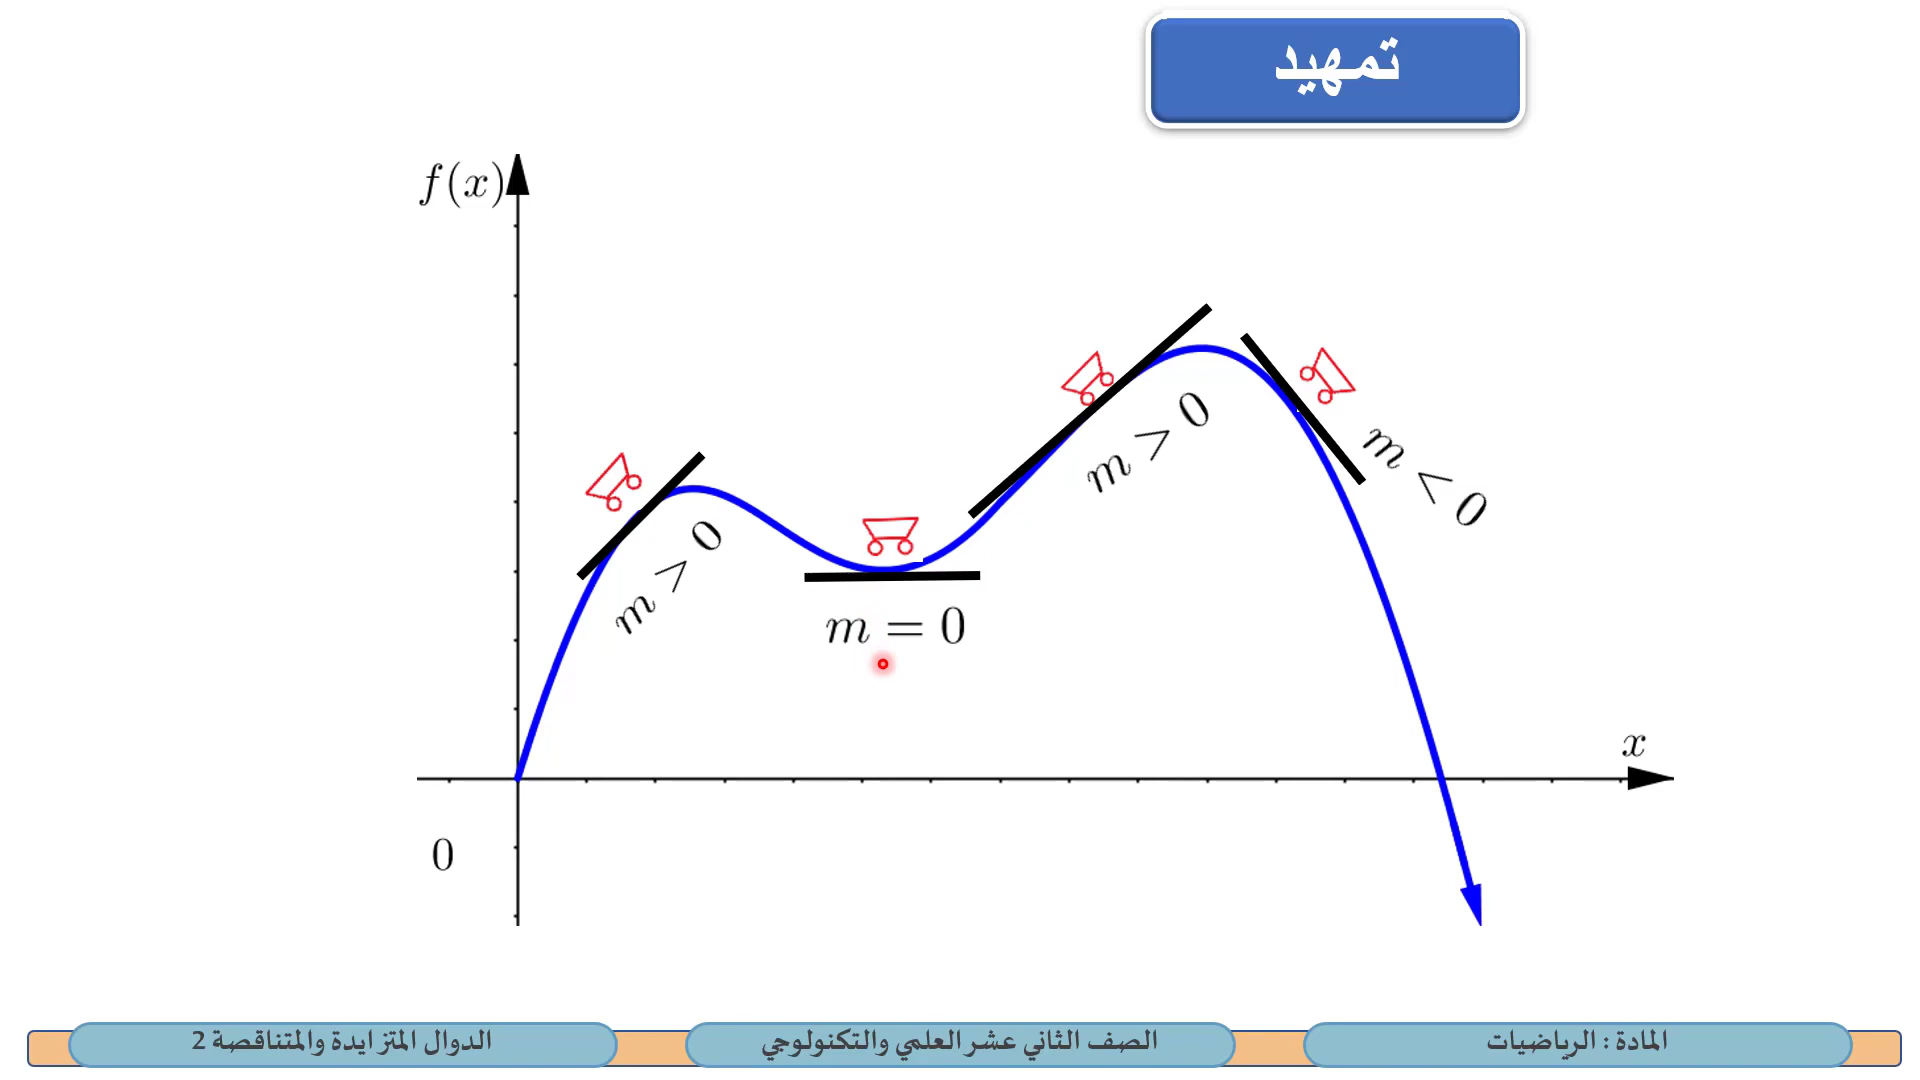 تمهيد
f(x)
m > 0
m = 0
m > 0
m < 0
x
0
المادة : الرياضيات
الصف الثاني عشر العلمي والتكنولوجي
الدوال المتزايدة والمتناقصة 2